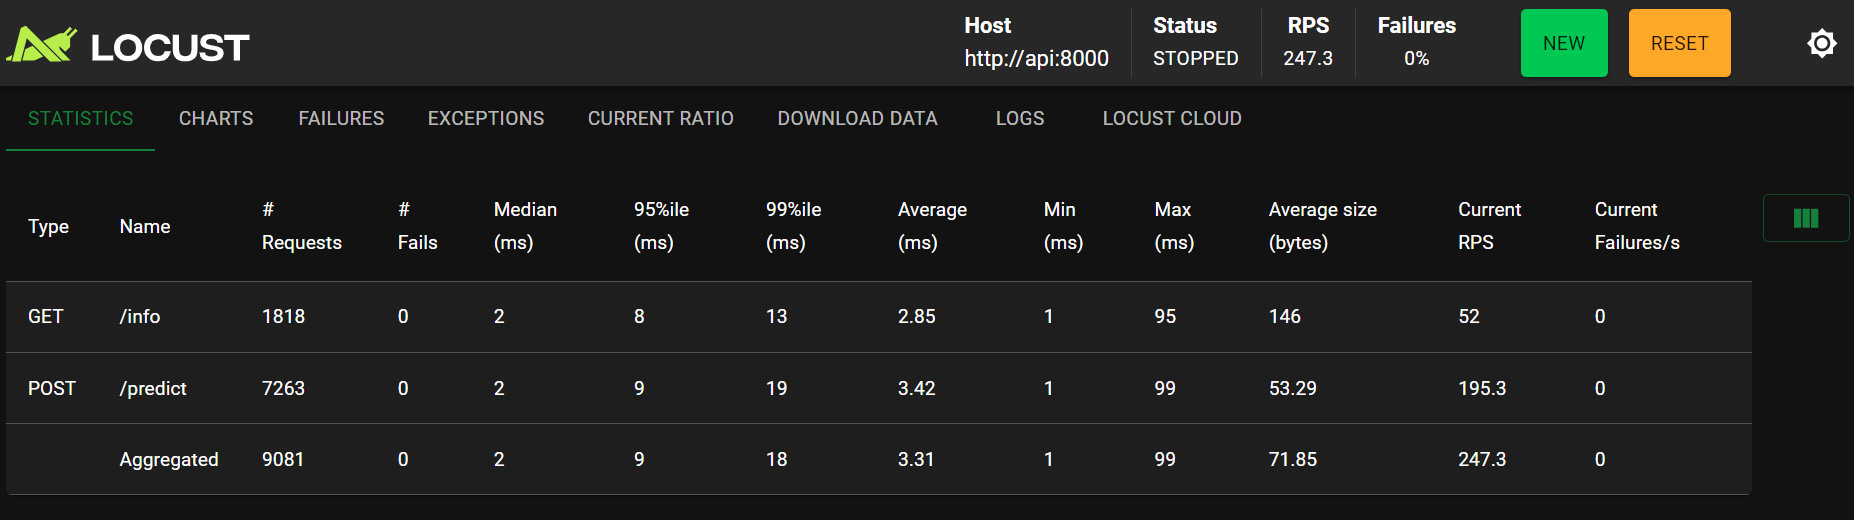 LOCUST
Host
http://api:8000
Status
STOPPED
RPS
247.3
Failures
0%
NEW
RESET
STATISTICS CHARTS FAILURES EXCEPTIONS CURRENT RATIO DOWNLOAD DATA LOGS LOCUST CLOUD
Type Name # Requests # Fails Median (ms) 95%ile (ms) 99%ile (ms) Average (ms) Min (ms) Max (ms) Average size (bytes) Current RPS Current Failures/s
GET /info 1818 0 2 8 13 2.85 1 95 146 52 0
POST /predict 7263 0 2 9 19 3.42 1 99 53.29 195.3 0
Aggregated 9081 0 2 9 18 3.31 1 99 71.85 247.3 0